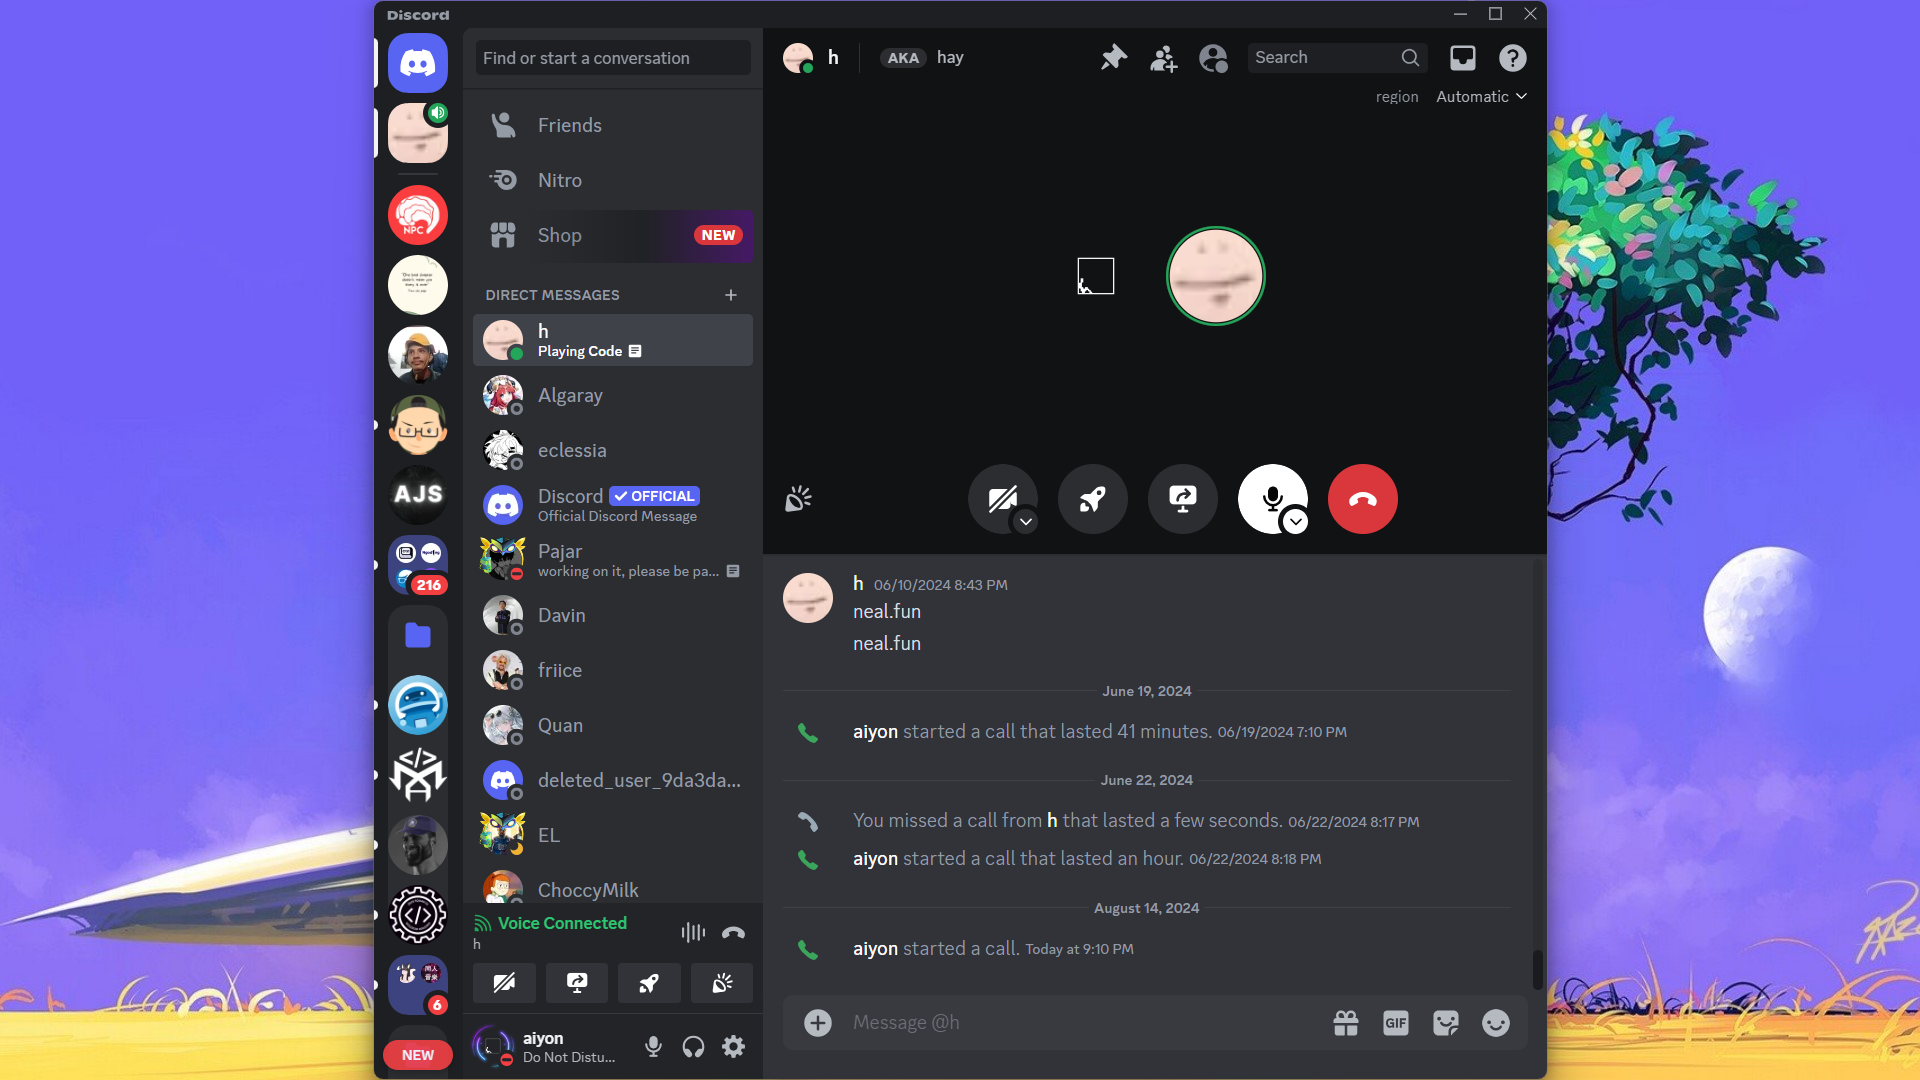 Discord
Find or start a conversation
Friends
Nitro
Shop
NEW
DIRECT MESSAGES
h
Playing Code
Algaray
eclessia
Discord
OFFICIAL
Official Discord Message
Pajar
working on it, please be pa...
Davin
friice
Quan
deleted_user_9da3da...
EL
ChoccyMilk
Voice Connected
h
aiyon
Do Not Distu...
NPC
AJS
216
6
NEW
h
AKA
hay
Search
region
Automatic
h 06/10/2024 8:43 PM
neal.fun
neal.fun
June 19, 2024
aiyon started a call that lasted 41 minutes. 06/19/2024 7:10 PM
June 22, 2024
You missed a call from h that lasted a few seconds. 06/22/2024 8:17 PM
aiyon started a call that lasted an hour. 06/22/2024 8:18 PM
August 14, 2024
aiyon started a call. Today at 9:10 PM
Message @h
GIF